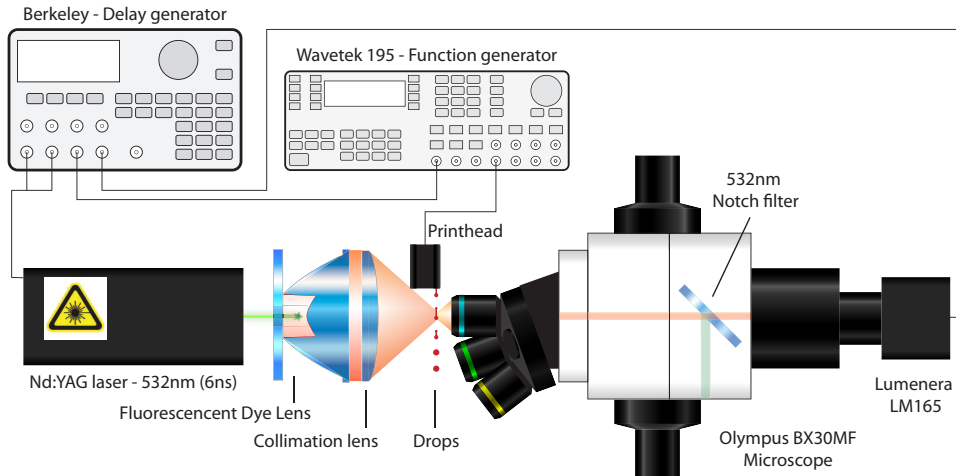 Berkeley - Delay generator
Wavetek 195 - Function generator
532nm
Notch filter
Printhead
Nd:YAG laser - 532nm (6ns)
Fluorescencent Dye Lens
Collimation lens
Drops
Lumenera
LM165
Olympus BX30MF
Microscope